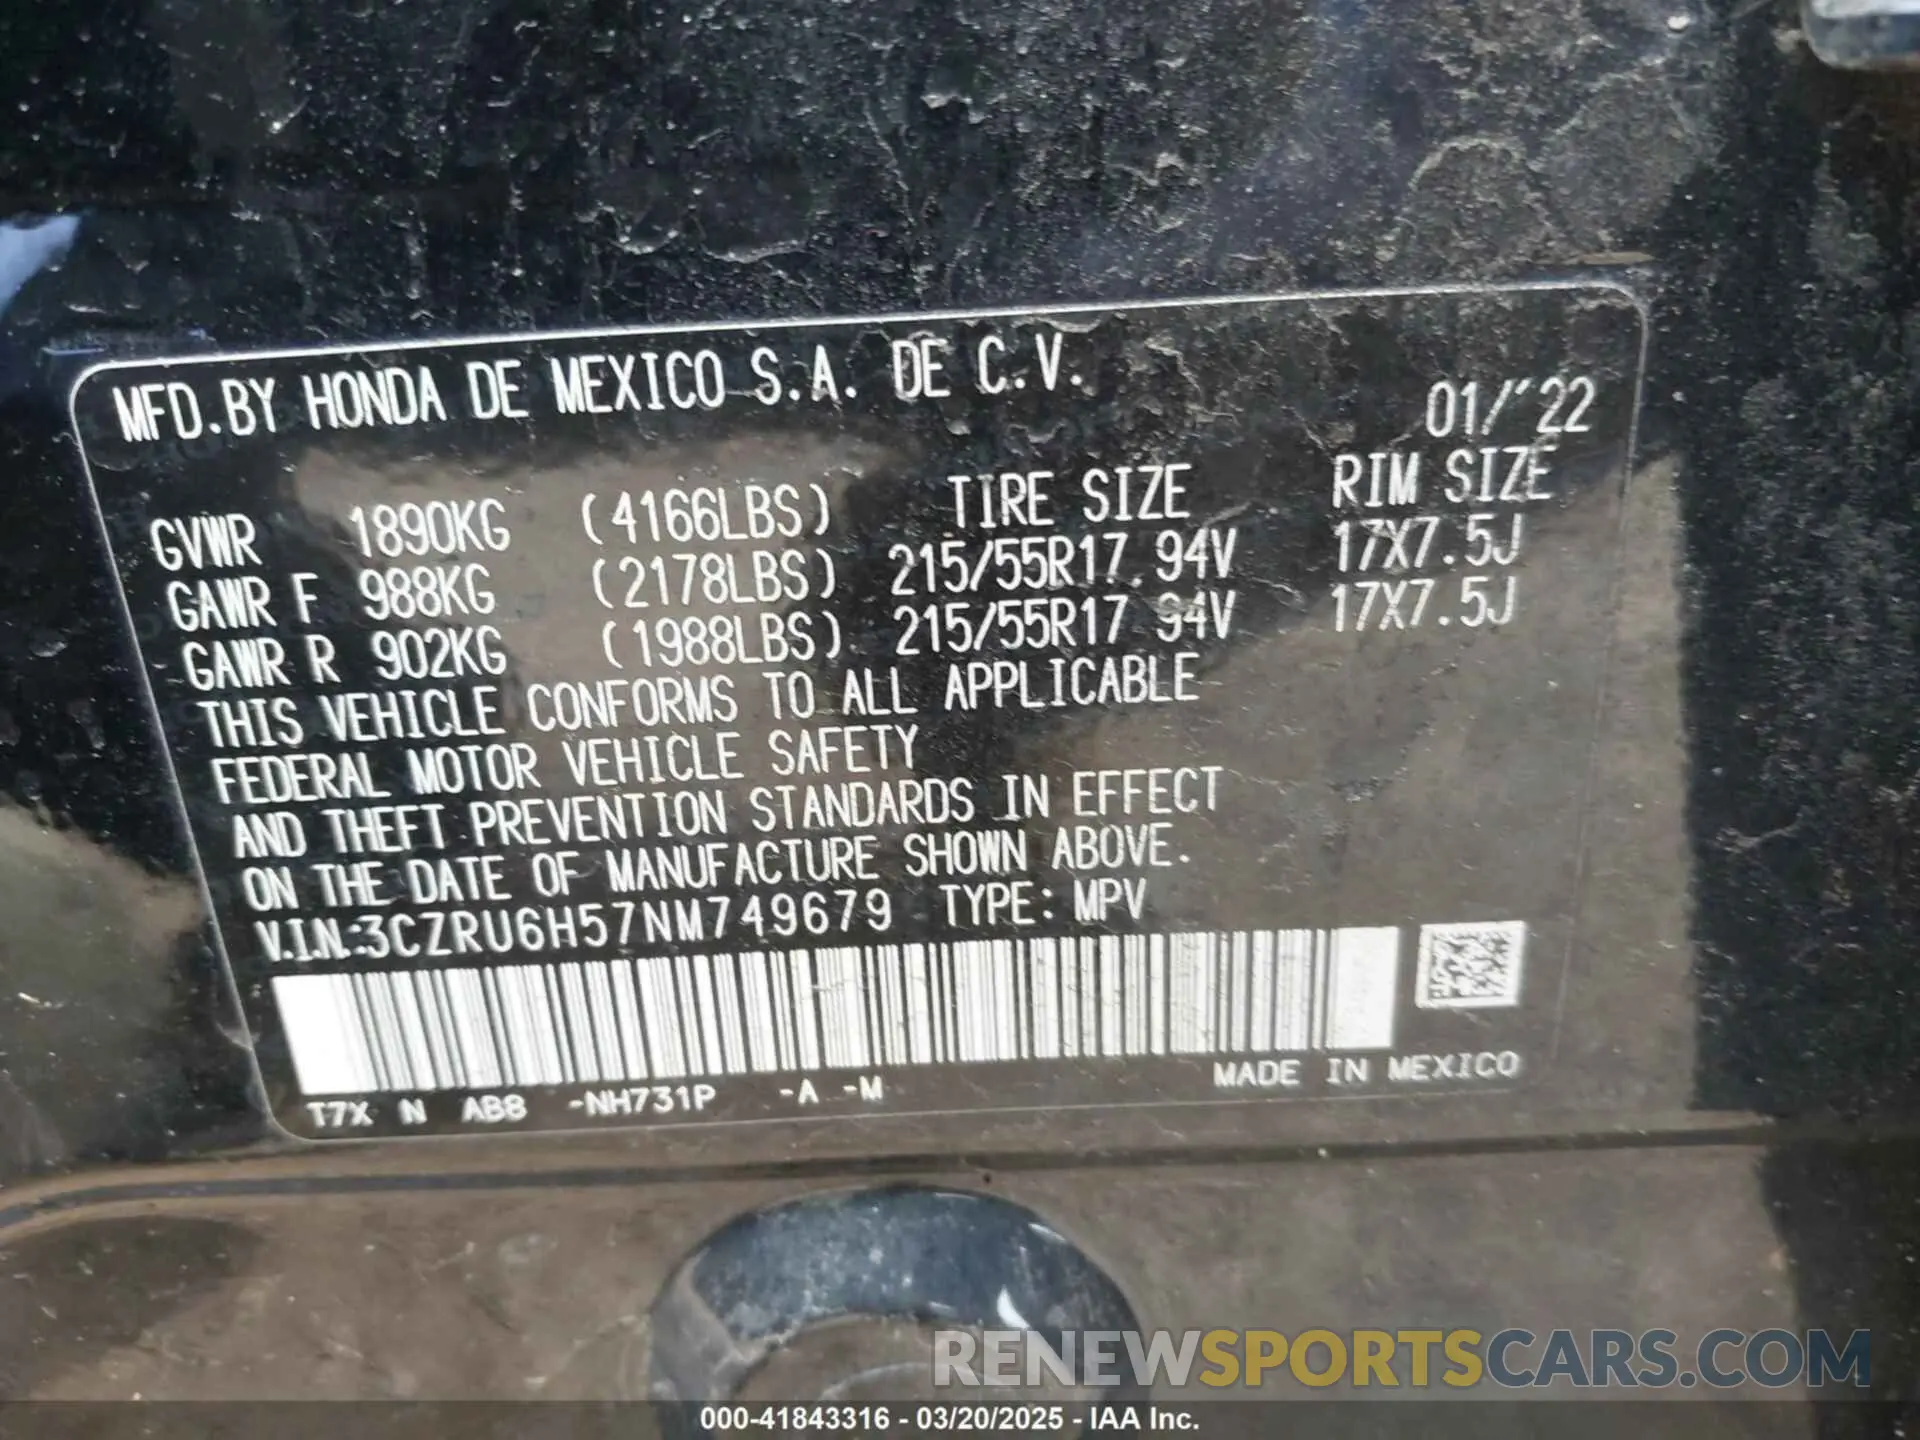 MFD.BY HONDA DE MEXICO S.A. DE C.V.
01/'22
GVWR 1890KG (4166LBS) TIRE SIZE RIM SIZE
GAWR F 988KG (2178LBS) 215/55R17 94V 17X7.5J
GAWR R 902KG (1988LBS) 215/55R17 94V 17X7.5J
THIS VEHICLE CONFORMS TO ALL APPLICABLE
FEDERAL MOTOR VEHICLE SAFETY
AND THEFT PREVENTION STANDARDS IN EFFECT
ON THE DATE OF MANUFACTURE SHOWN ABOVE.
V.I.N.:3CZRU6H57NM749679 TYPE: MPV
T7X N AB8 -NH731P -A -M MADE IN MEXICO
RENEWSPORTSCARS.COM
000-41843316 - 03/20/2025 - IAA Inc.